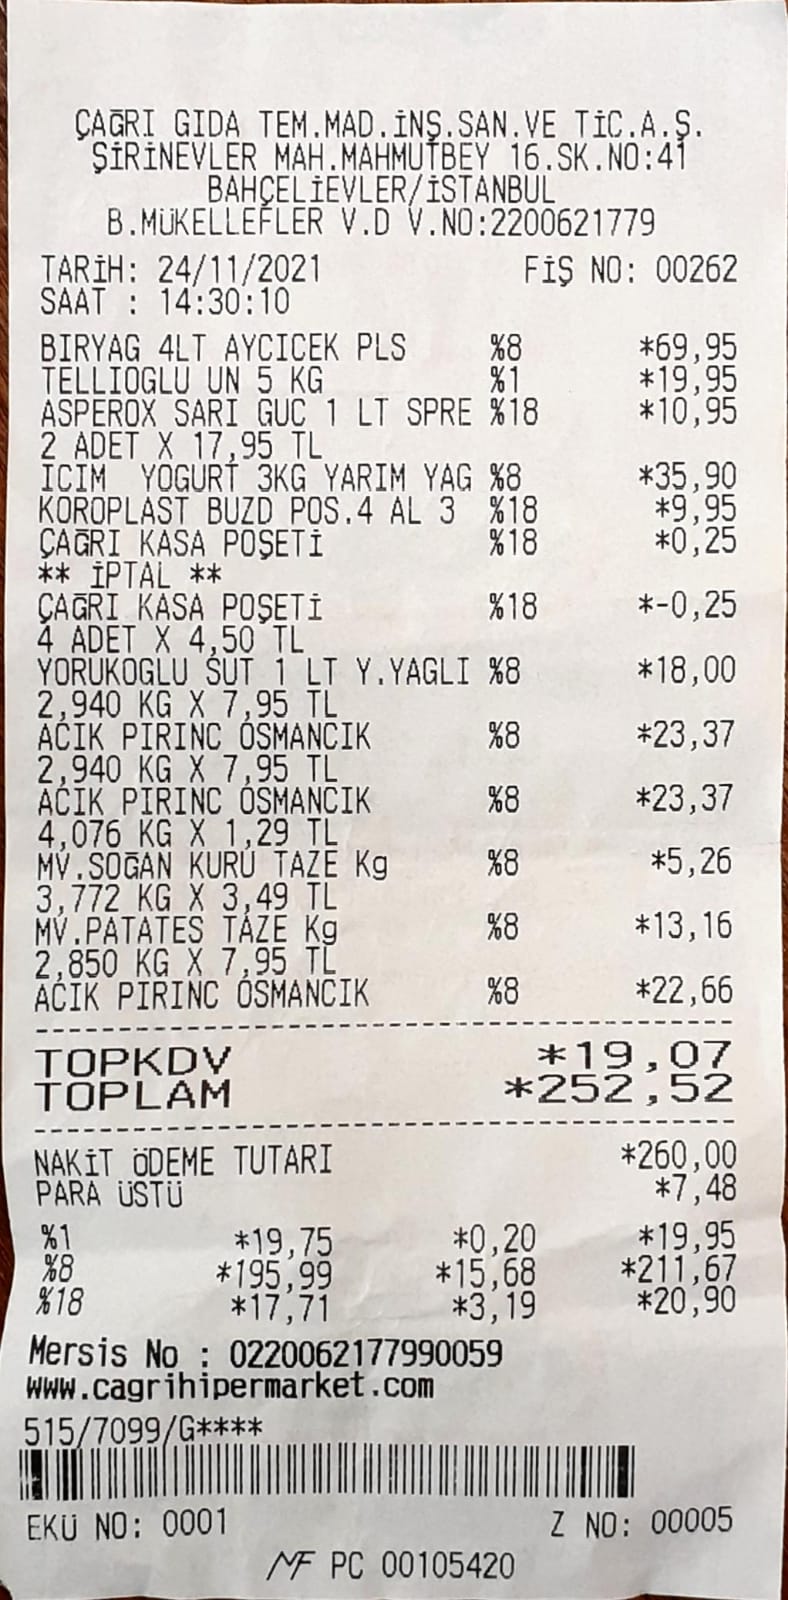 ÇAĞRI GIDA TEM.MAD.İNŞ.SAN.VE TİC.A.Ş.
ŞİRİNEVLER MAH.MAHMUTBEY 16.SK.NO:41
BAHÇELİEVLER/İSTANBUL
B.MÜKELLEFLER V.D V.NO:2200621779
TARİH: 24/11/2021 FİŞ NO: 00262
SAAT : 14:30:10
BIRYAG 4LT AYCICEK PLS %8 *69,95
TELLIOGLU UN 5 KG %1 *19,95
ASPEROX SARI GUC 1 LT SPRE %18 *10,95
2 ADET X 17,95 TL
ICIM YOGURT 3KG YARIM YAG %8 *35,90
KOROPLAST BUZD POS.4 AL 3 %18 *9,95
ÇAĞRI KASA POŞETİ %18 *0,25
** İPTAL **
ÇAĞRI KASA POŞETİ %18 *-0,25
4 ADET X 4,50 TL
YORUKOGLU SUT 1 LT Y.YAGLI %8 *18,00
2,940 KG X 7,95 TL
ACIK PIRINC OSMANCIK %8 *23,37
2,940 KG X 7,95 TL
ACIK PIRINC OSMANCIK %8 *23,37
4,076 KG X 1,29 TL
MV.SOĞAN KURU TAZE Kg %8 *5,26
3,772 KG X 3,49 TL
MV.PATATES TAZE Kg %8 *13,16
2,850 KG X 7,95 TL
ACIK PIRINC OSMANCIK %8 *22,66
TOPKDV *19,07
TOPLAM *252,52
NAKİT ÖDEME TUTARI *260,00
PARA ÜSTÜ *7,48
%1 *19,75 *0,20 *19,95
%8 *195,99 *15,68 *211,67
%18 *17,71 *3,19 *20,90
Mersis No : 0220062177990059
www.cagrihipermarket.com
515/7099/G****
EKÜ NO: 0001 Z NO: 00005
MF PC 00105420